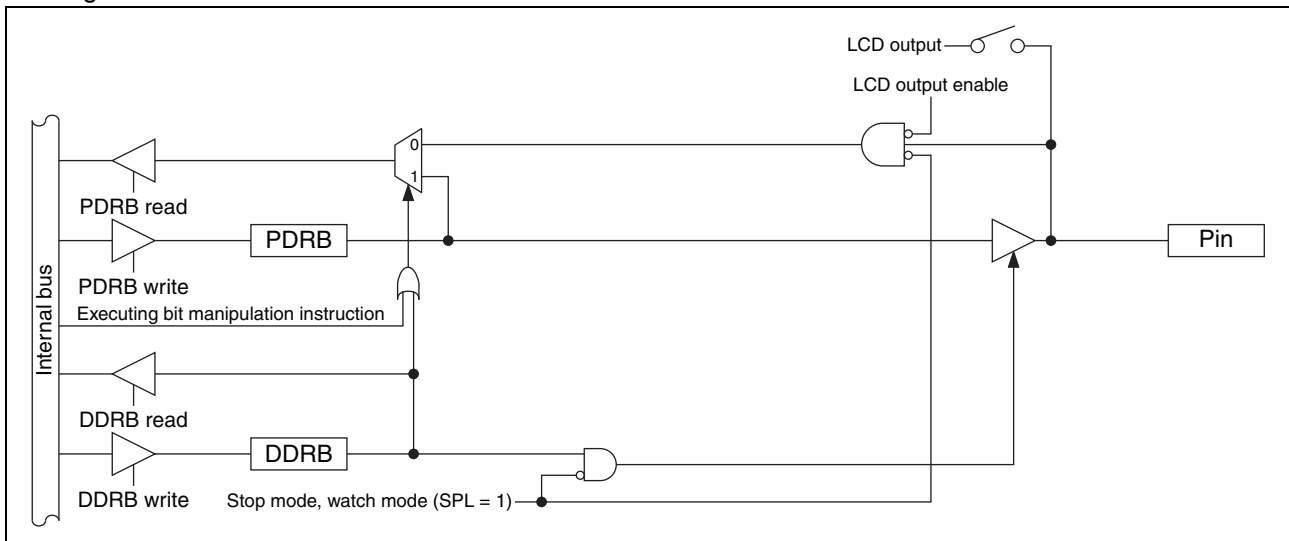 LCD output
LCD output enable
0
1
PDRB read
PDRB
Pin
PDRB write
Executing bit manipulation instruction
Internal bus
DDRB read
DDRB
DDRB write
Stop mode, watch mode (SPL = 1)